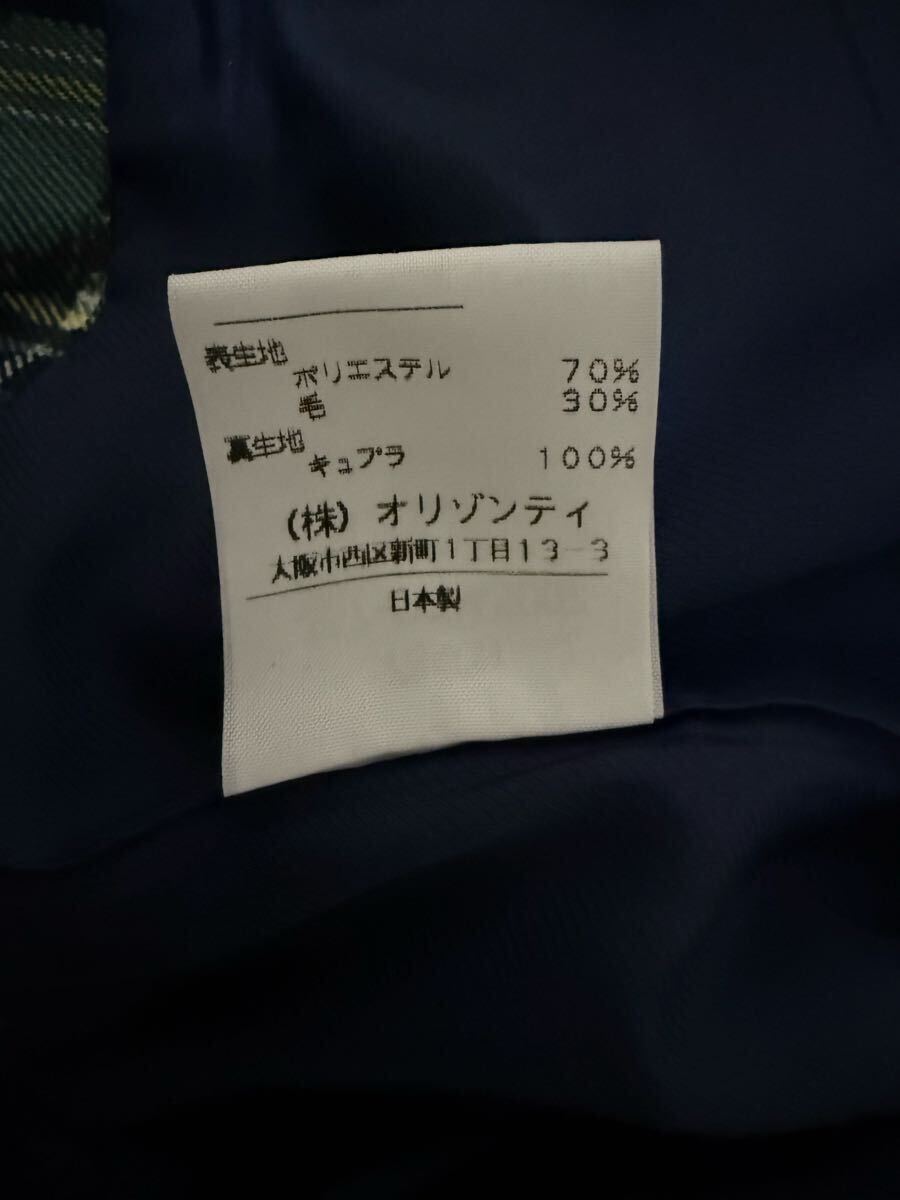 表生地
ポリエステル 70%
毛 30%
裏生地
キュプラ 100%
(株) オリゾンティ
大阪市西区新町1丁目13-3
日本製